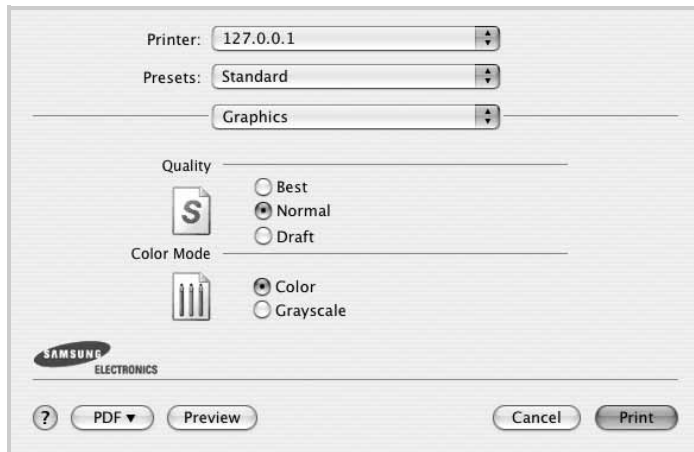 Printer: 127.0.0.1
Presets: Standard
Graphics
Quality
Best
S
Normal
Draft
Color Mode
Color
Grayscale
SAMSUNG
ELECTRONICS
? PDF Preview Cancel Print